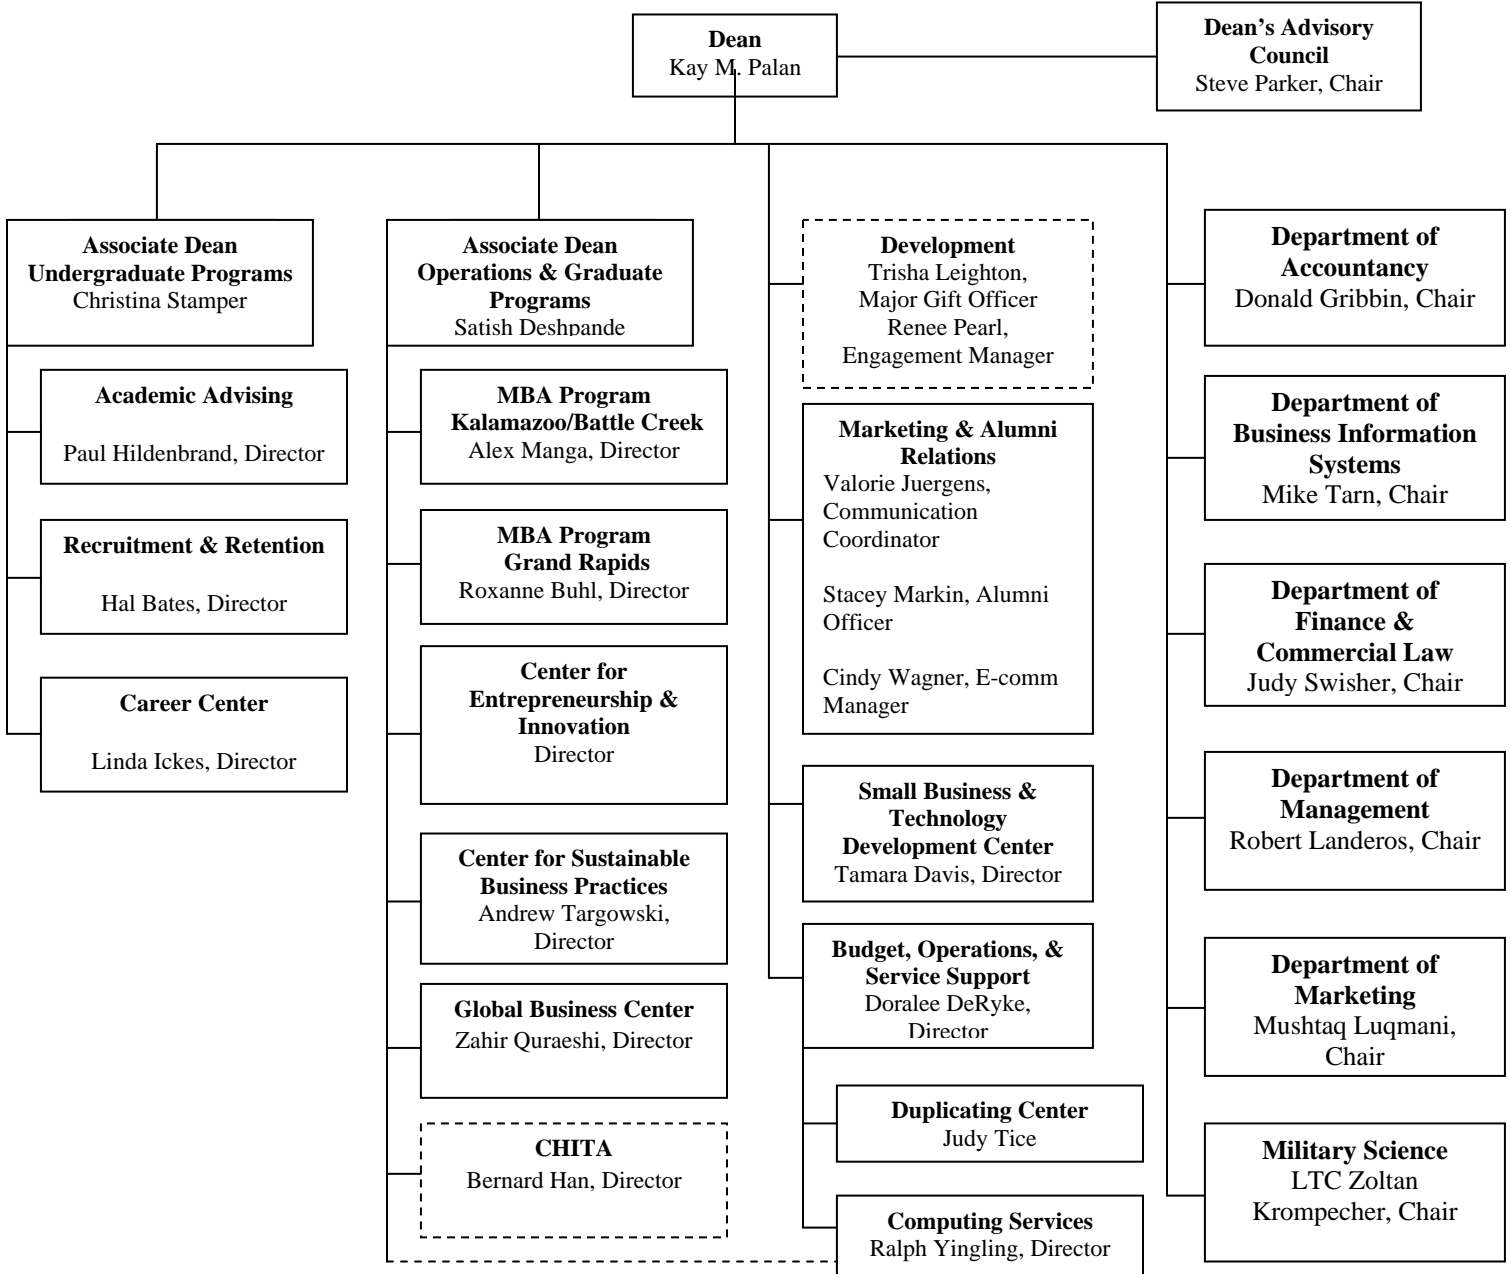 Dean
Kay M. Palan
Dean’s Advisory
Council
Steve Parker, Chair
Associate Dean
Undergraduate Programs
Christina Stamper
Academic Advising
Paul Hildenbrand, Director
Recruitment & Retention
Hal Bates, Director
Career Center
Linda Ickes, Director
Associate Dean
Operations & Graduate
Programs
Satish Deshpande
MBA Program
Kalamazoo/Battle Creek
Alex Manga, Director
MBA Program
Grand Rapids
Roxanne Buhl, Director
Center for
Entrepreneurship &
Innovation
Director
Center for Sustainable
Business Practices
Andrew Targowski,
Director
Global Business Center
Zahir Quraeshi, Director
CHITA
Bernard Han, Director
Development
Trisha Leighton,
Major Gift Officer
Renee Pearl,
Engagement Manager
Marketing & Alumni
Relations
Valorie Juergens,
Communication
Coordinator
Stacey Markin, Alumni
Officer
Cindy Wagner, E-comm
Manager
Small Business &
Technology
Development Center
Tamara Davis, Director
Budget, Operations, &
Service Support
Doralee DeRyke,
Director
Duplicating Center
Judy Tice
Computing Services
Ralph Yingling, Director
Department of
Accountancy
Donald Gribbin, Chair
Department of
Business Information
Systems
Mike Tarn, Chair
Department of
Finance &
Commercial Law
Judy Swisher, Chair
Department of
Management
Robert Landeros, Chair
Department of
Marketing
Mushtaq Luqmani,
Chair
Military Science
LTC Zoltan
Krompecher, Chair